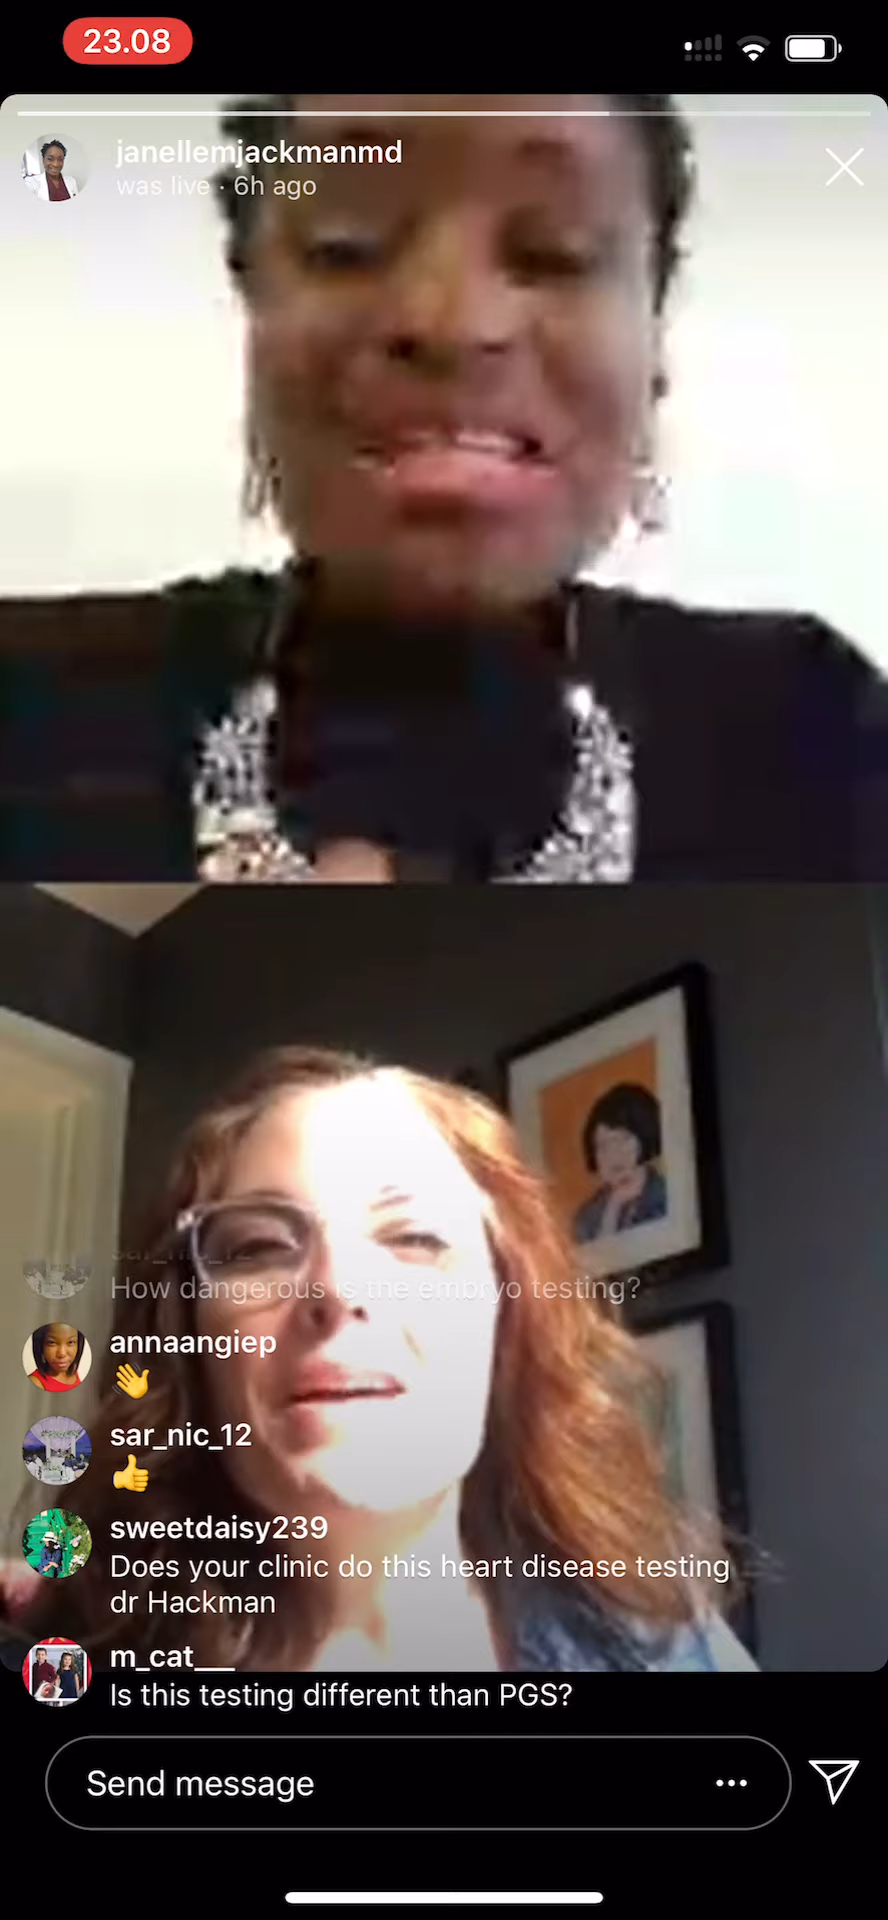 23.08
janellemjackmanmd
was live · 6h ago
sar_nic_12
How dangerous is the embryo testing?
annaangiep
👋
sar_nic_12
👍
sweetdaisy239
Does your clinic do this heart disease testing
dr Hackman
m_cat__
Is this testing different than PGS?
Send message